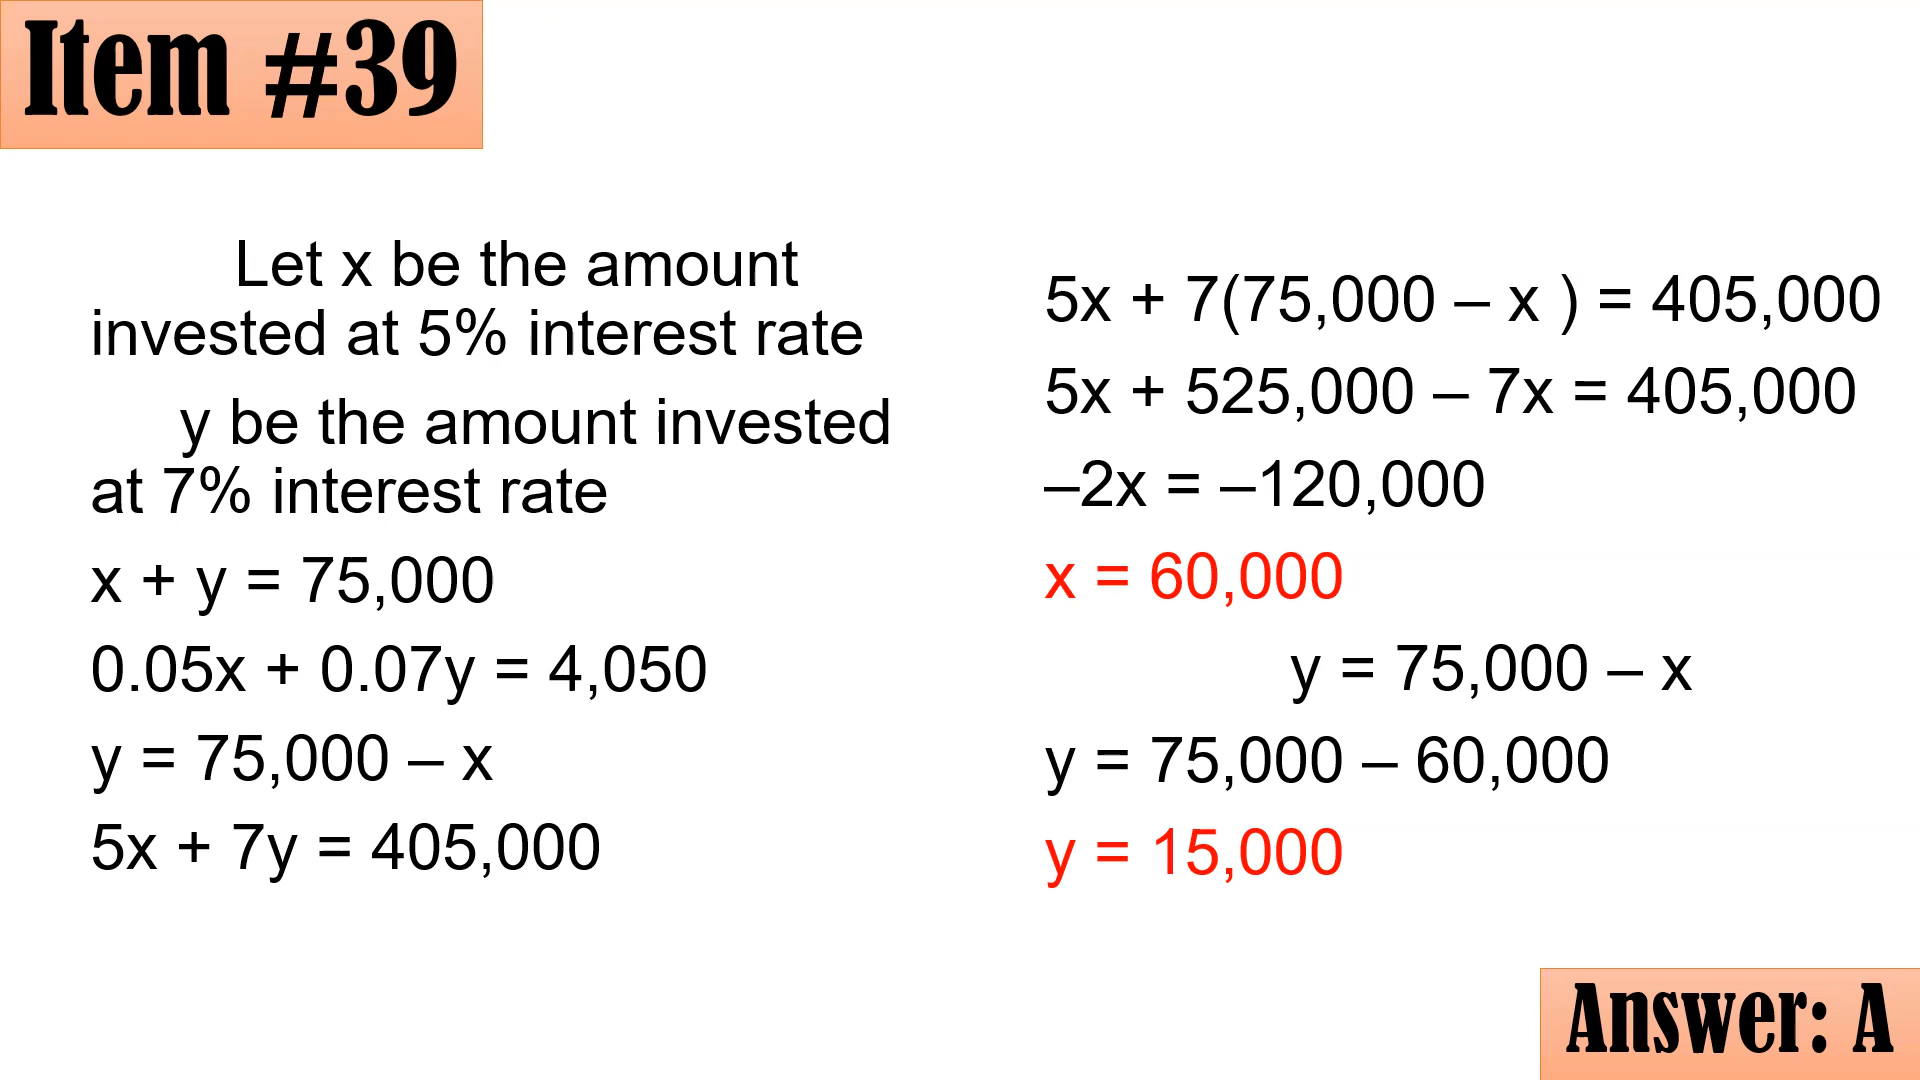 Item #39
Let x be the amount
invested at 5% interest rate
y be the amount invested
at 7% interest rate
x + y = 75,000
0.05x + 0.07y = 4,050
y = 75,000 – x
5x + 7y = 405,000
5x + 7(75,000 – x ) = 405,000
5x + 525,000 – 7x = 405,000
–2x = –120,000
x = 60,000
y = 75,000 – x
y = 75,000 – 60,000
y = 15,000
Answer: A